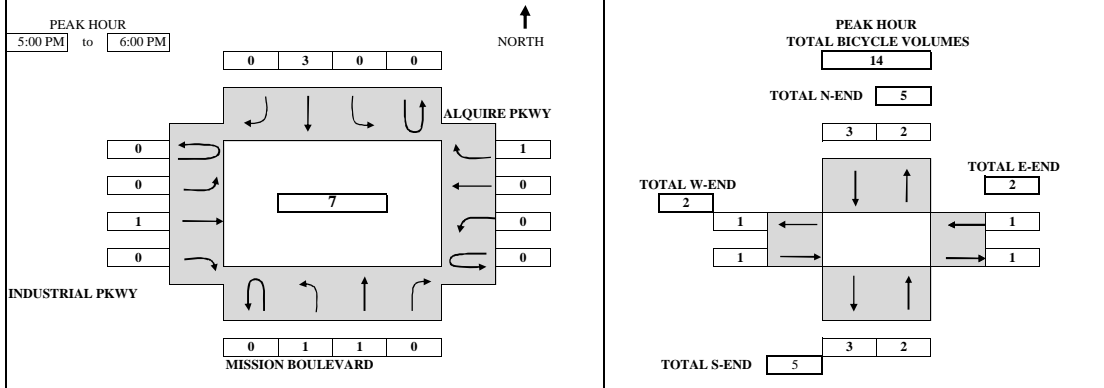 PEAK HOUR
5:00 PM to 6:00 PM
NORTH
0 3 0 0
ALQUIRE PKWY
0 1
0 0
7
1 0
0 0
INDUSTRIAL PKWY
0 1 1 0
MISSION BOULEVARD
PEAK HOUR
TOTAL BICYCLE VOLUMES
14
TOTAL N-END 5
3 2
TOTAL E-END
2
TOTAL W-END
2
1 1
1 1
3 2
TOTAL S-END 5